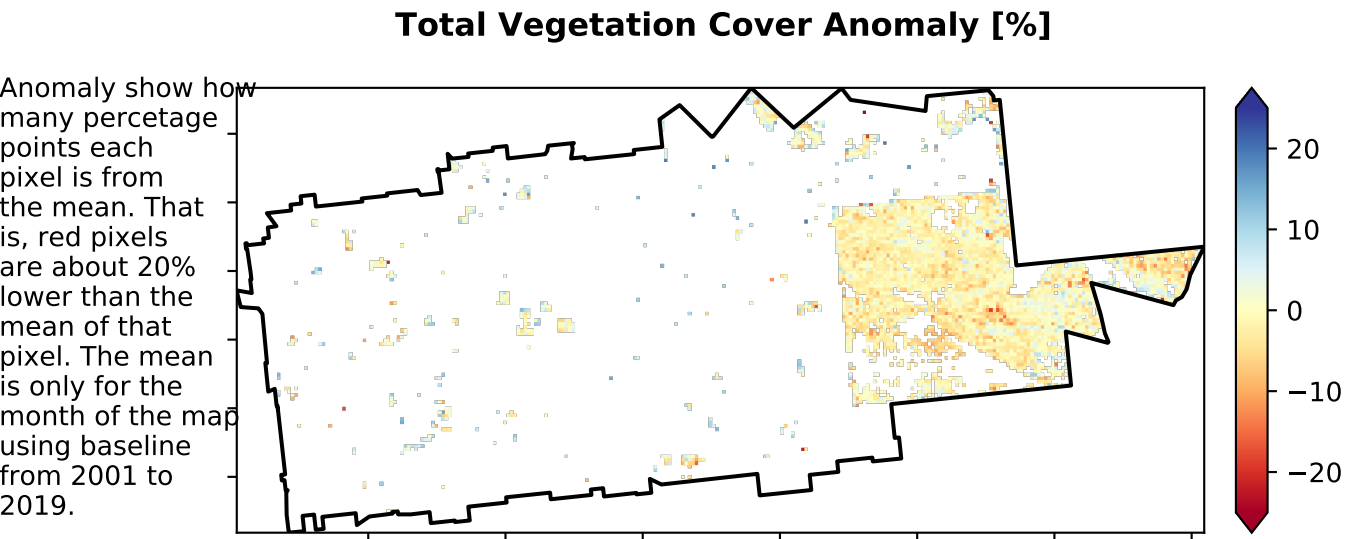 Total Vegetation Cover Anomaly [%]
Anomaly show how
many percetage
points each
pixel is from
the mean. That
is, red pixels
are about 20%
lower than the
mean of that
pixel. The mean
is only for the
month of the map
using baseline
from 2001 to
2019.
20
10
0
−10
−20